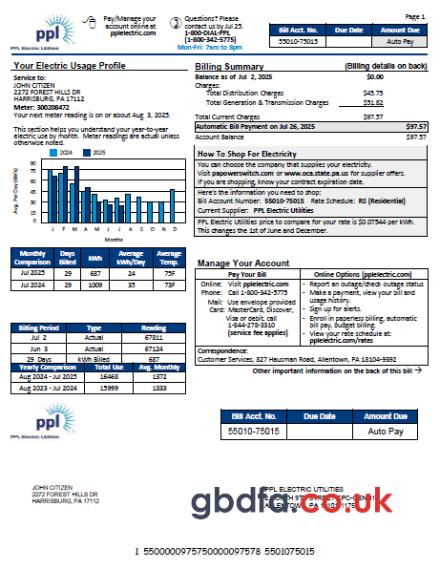 Page 1
ppl
PPL Electric Utilities
Pay/Manage your account online at pplelectric.com
Questions? Please contact us by Jul 25.
1-800-DIAL-PPL
(1-800-342-5775)
Mon-Fri: 7am to 8pm
Bill Acct. No. Due Date Amount Due
55010-75015 Auto Pay
Your Electric Usage Profile
Service to:
JOHN CITIZEN
2272 FOREST HILLS DR
HARRISBURG, PA 17112
Meter: 300208472
Your next meter reading is on or about Aug 3, 2025.
This section helps you understand your year-to-year
electric use by month. Meter readings are actual unless
otherwise noted.
2024 2025
Avg. Per Day (kWh)
90
75
60
45
30
15
0
J F M A M J J A S O N D
Months
Monthly Comparison Days Billed kWh Average kWh/Day Average Temp.
Jul 2025 29 687 24 75F
Jul 2024 29 1009 35 73F
Billing Period Type Reading
Jul 2 Actual 67811
Jun 3 Actual 67124
29 Days kWh Billed 687
Yearly Comparison Total Use Avg. Monthly
Aug 2024 - Jul 2025 16468 1372
Aug 2023 - Jul 2024 15999 1333
Billing Summary (Billing details on back)
Balance as of Jul 2, 2025 $0.00
Charges:
Total Distribution Charges $45.75
Total Generation & Transmission Charges $51.82
Total Current Charges $97.57
Automatic Bill Payment on Jul 26, 2025 $97.57
Account Balance $97.57
How To Shop For Electricity
You can choose the company that supplies your electricity.
Visit papowerswitch.com or www.oca.state.pa.us for supplier offers.
If you are shopping, know your contract expiration date.
Here's the information you need to shop:
Bill Account Number: 55010-75015 Rate Schedule: RS (Residential)
Current Supplier: PPL Electric Utilities
PPL Electric Utilities price to compare for your rate is $0.07544 per kWh.
This changes the 1st of June and December.
Manage Your Account
Pay Your Bill
Online: Visit pplelectric.com
Phone: Call 1-800-342-5775
Mail: Use envelope provided
Card: MasterCard, Discover,
Visa or debit, call
1-844-278-3310
(service fee applies)
Online Options (pplelectric.com)
- Report an outage/check outage status
- Make a payment, view your bill and
usage history.
- Sign up for alerts.
- Enroll in paperless billing, automatic
bill pay, budget billing.
- View your rate schedule at:
pplelectric.com/rates
Correspondence:
Customer Services, 827 Hausman Road, Allentown, PA 18104-9392
Other important information on the back of this bill →
ppl
PPL Electric Utilities
Bill Acct. No. Due Date Amount Due
55010-75015 Auto Pay
JOHN CITIZEN
2272 FOREST HILLS DR
HARRISBURG, PA 17112
PPL ELECTRIC UTILITIES
gbdfa.co.uk
1 5500000975750000097578 5501075015